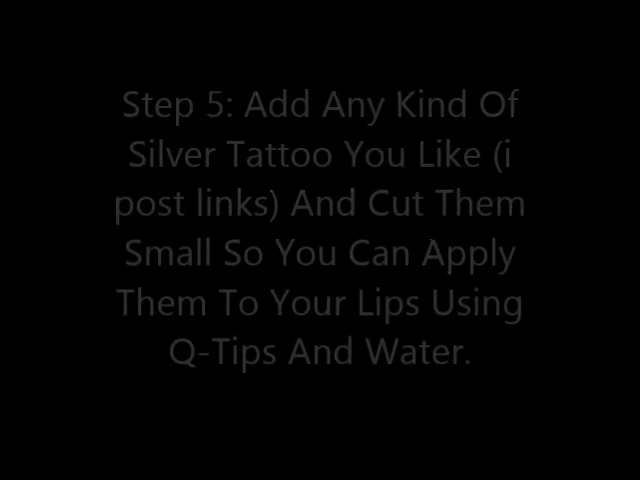 Step 5: Add Any Kind Of
Silver Tattoo You Like (i
post links) And Cut Them
Small So You Can Apply
Them To Your Lips Using
Q-Tips And Water.